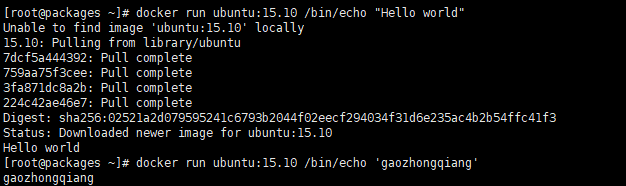 [root@packages ~]# docker run ubuntu:15.10 /bin/echo "Hello world"
Unable to find image 'ubuntu:15.10' locally
15.10: Pulling from library/ubuntu
7dcf5a444392: Pull complete
759aa75f3cee: Pull complete
3fa871dc8a2b: Pull complete
224c42ae46e7: Pull complete
Digest: sha256:02521a2d079595241c6793b2044f02eecf294034f31d6e235ac4b2b54ffc41f3
Status: Downloaded newer image for ubuntu:15.10
Hello world
[root@packages ~]# docker run ubuntu:15.10 /bin/echo 'gaozhongqiang'
gaozhongqiang